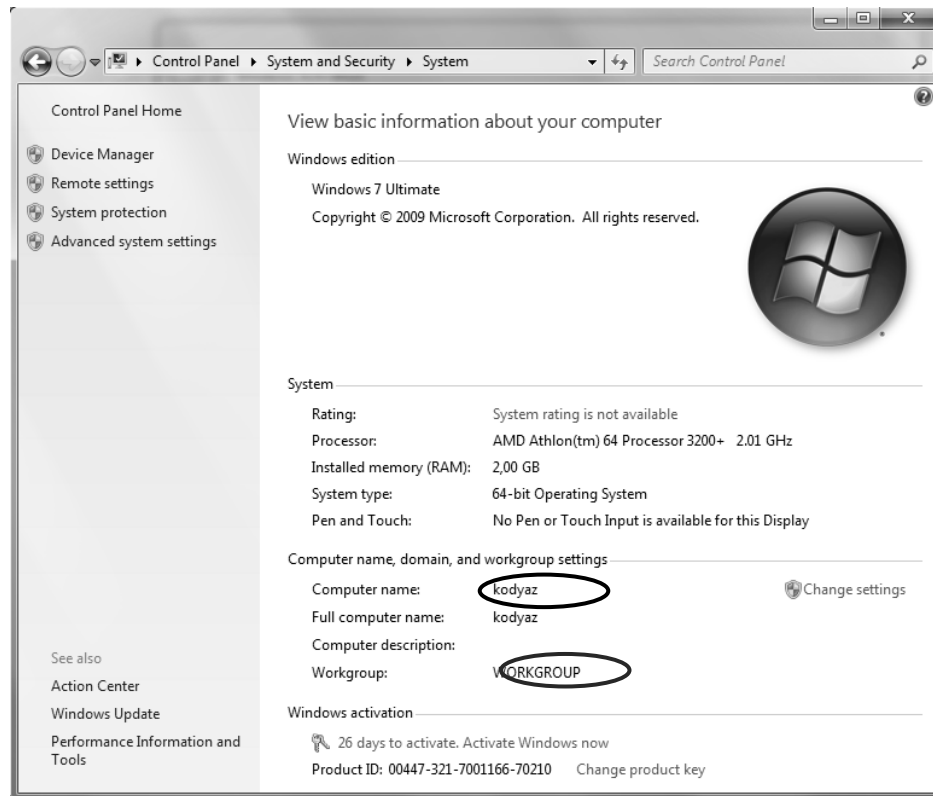 Control Panel ▸ System and Security ▸ System
Search Control Panel
Control Panel Home
Device Manager
Remote settings
System protection
Advanced system settings
View basic information about your computer
Windows edition
Windows 7 Ultimate
Copyright © 2009 Microsoft Corporation. All rights reserved.
System
Rating: System rating is not available
Processor: AMD Athlon(tm) 64 Processor 3200+ 2.01 GHz
Installed memory (RAM): 2,00 GB
System type: 64-bit Operating System
Pen and Touch: No Pen or Touch Input is available for this Display
Computer name, domain, and workgroup settings
Computer name: kodyaz
Change settings
Full computer name: kodyaz
Computer description:
Workgroup: WORKGROUP
Windows activation
26 days to activate. Activate Windows now
Product ID: 00447-321-7001166-70210 Change product key
See also
Action Center
Windows Update
Performance Information and
Tools